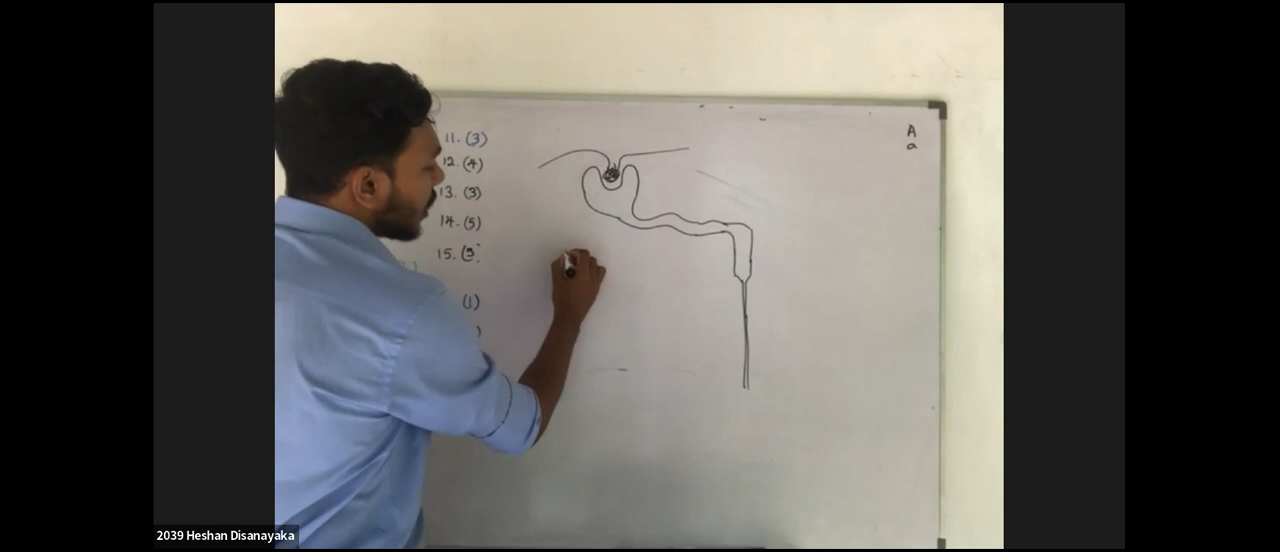 11. (3)
12. (4)
13. (3)
14. (5)
15. (3)
(1)
)
A
a
2039 Heshan Disanayaka